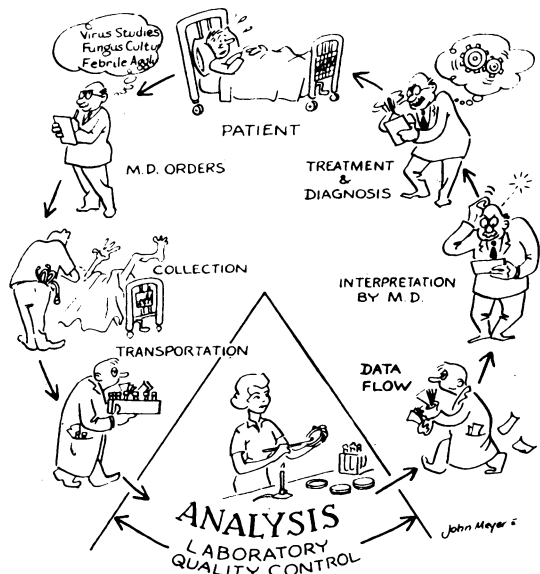 Virus Studies
Fungus Cultu
Febrile Aggl
PATIENT
M.D. ORDERS
TREATMENT
&
DIAGNOSIS
COLLECTION
INTERPRETATION
BY M.D.
TRANSPORTATION
DATA
FLOW
ANALYSIS
LABORATORY
QUALITY CONTROL
John Meyer